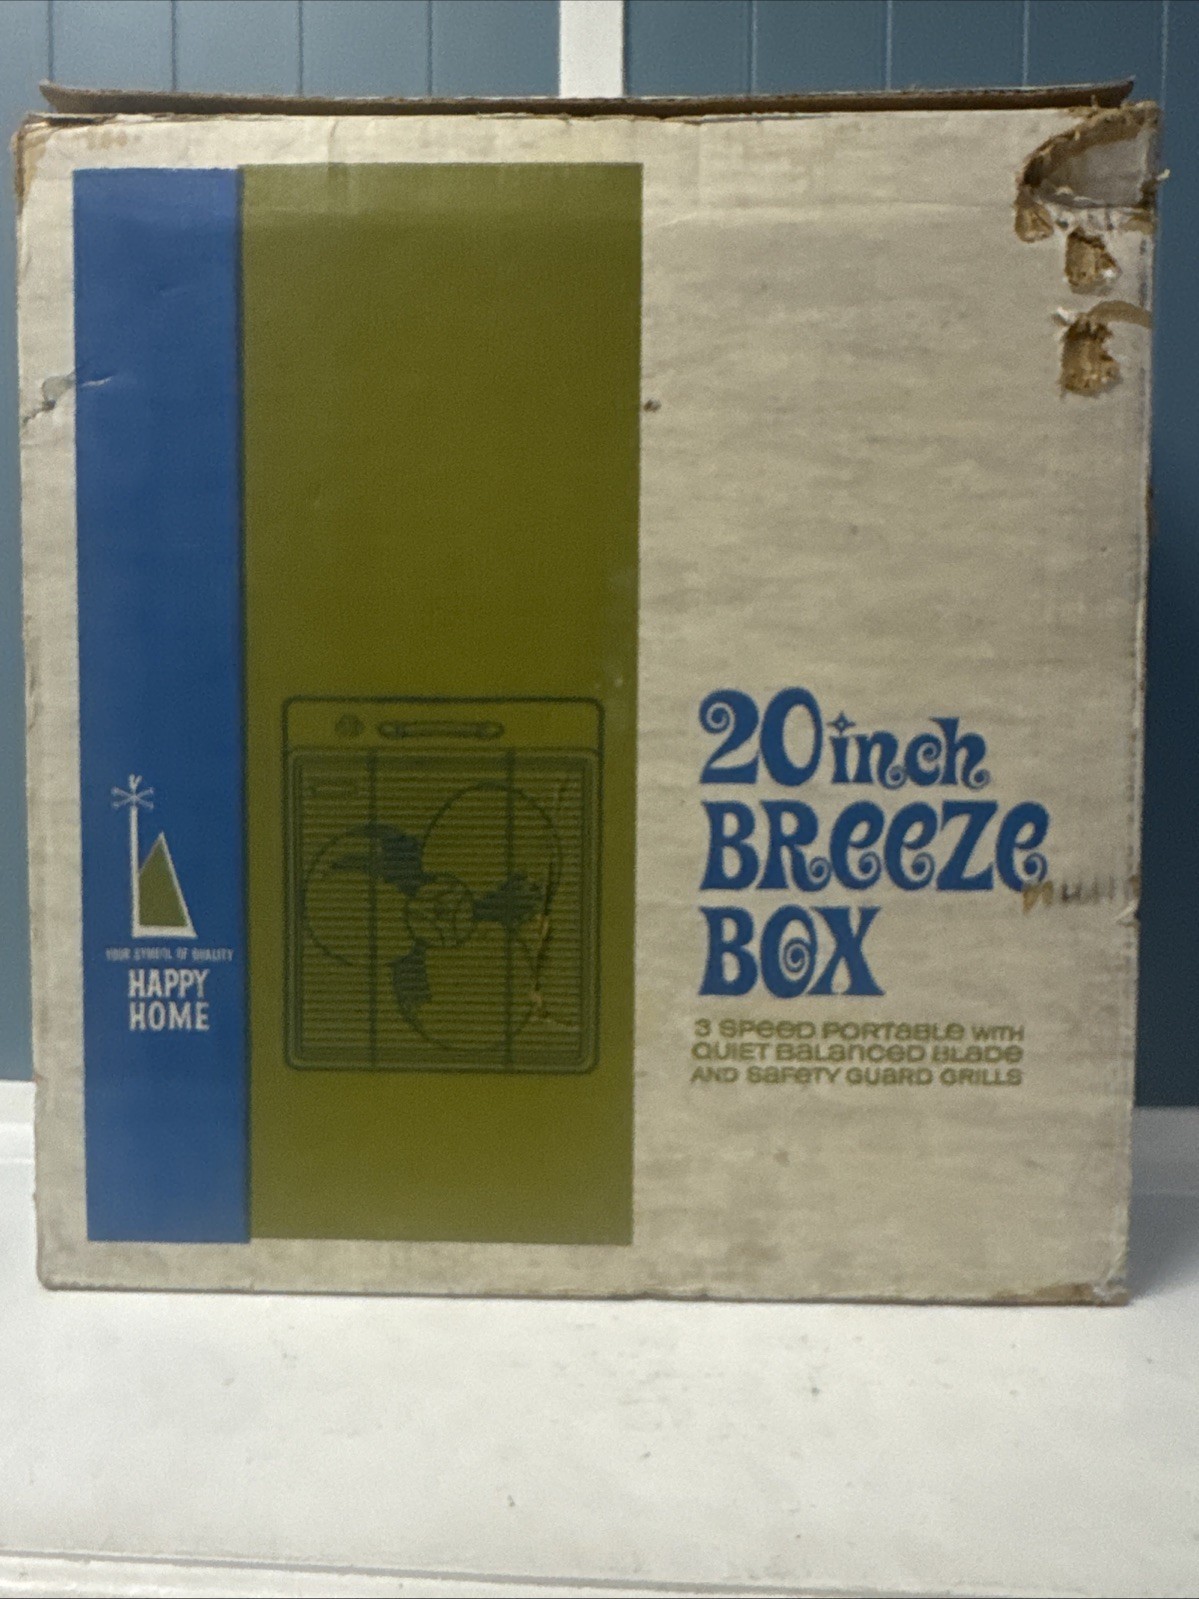 YOUR SYMBOL OF QUALITY
HAPPY
HOME
20 inch
BREEZE
BOX
3 SPEED PORTABLE WITH
QUIET BALANCED BLADE
AND SAFETY GUARD GRILLS